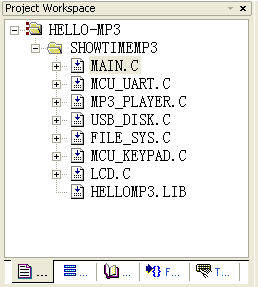 Project Workspace
HELLO-MP3
SHOWTIMEMP3
MAIN.C
MCU_UART.C
MP3_PLAYER.C
USB_DISK.C
FILE_SYS.C
MCU_KEYPAD.C
LCD.C
HELLOMP3.LIB
... ... ... F... T...